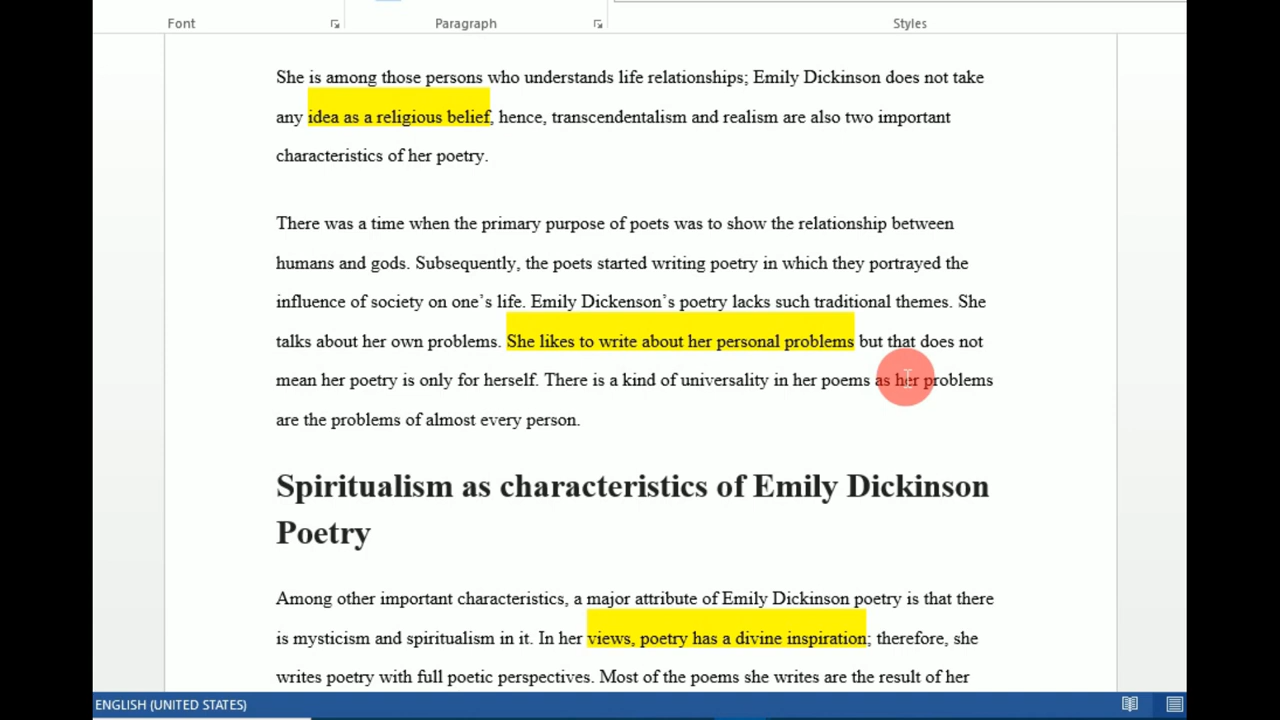 Font
Paragraph
Styles
She is among those persons who understands life relationships; Emily Dickinson does not take
any idea as a religious belief, hence, transcendentalism and realism are also two important
characteristics of her poetry.
There was a time when the primary purpose of poets was to show the relationship between
humans and gods. Subsequently, the poets started writing poetry in which they portrayed the
influence of society on one’s life. Emily Dickenson’s poetry lacks such traditional themes. She
talks about her own problems. She likes to write about her personal problems but that does not
mean her poetry is only for herself. There is a kind of universality in her poems as her problems
are the problems of almost every person.
Spiritualism as characteristics of Emily Dickinson
Poetry
Among other important characteristics, a major attribute of Emily Dickinson poetry is that there
is mysticism and spiritualism in it. In her views, poetry has a divine inspiration; therefore, she
writes poetry with full poetic perspectives. Most of the poems she writes are the result of her
ENGLISH (UNITED STATES)